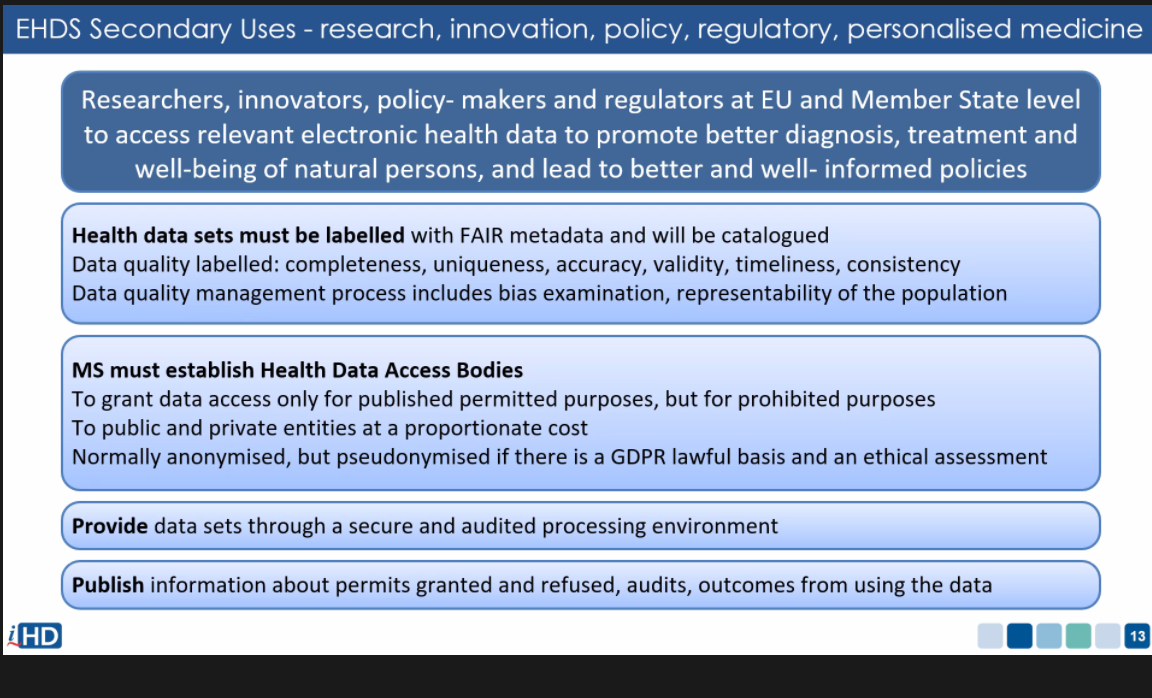 EHDS Secondary Uses - research, innovation, policy, regulatory, personalised medicine
Researchers, innovators, policy- makers and regulators at EU and Member State level
to access relevant electronic health data to promote better diagnosis, treatment and
well-being of natural persons, and lead to better and well- informed policies
Health data sets must be labelled with FAIR metadata and will be catalogued
Data quality labelled: completeness, uniqueness, accuracy, validity, timeliness, consistency
Data quality management process includes bias examination, representability of the population
MS must establish Health Data Access Bodies
To grant data access only for published permitted purposes, but for prohibited purposes
To public and private entities at a proportionate cost
Normally anonymised, but pseudonymised if there is a GDPR lawful basis and an ethical assessment
Provide data sets through a secure and audited processing environment
Publish information about permits granted and refused, audits, outcomes from using the data
iHD
13